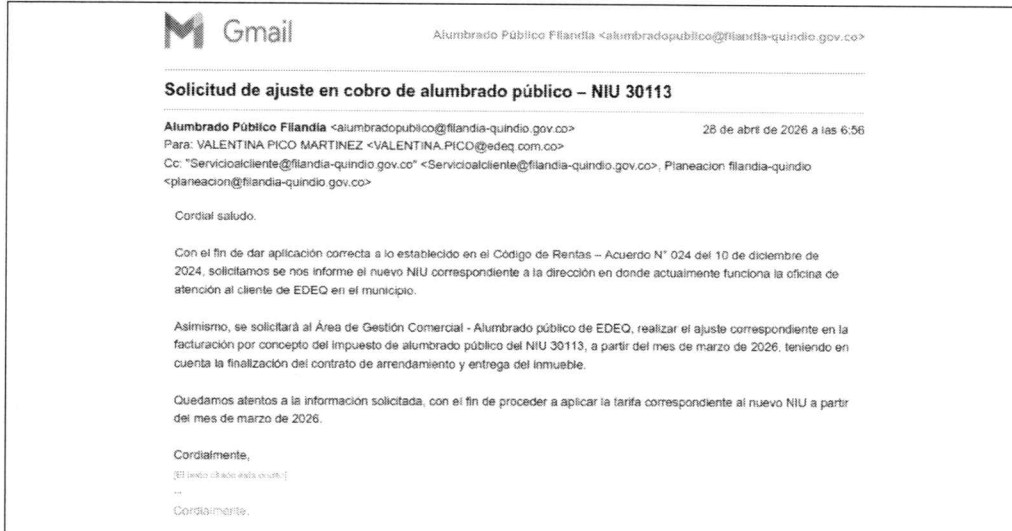 Gmail
Alumbrado Público Filandia <alumbradopublico@filandia-quindio.gov.co>
Solicitud de ajuste en cobro de alumbrado público – NIU 30113
Alumbrado Público Filandia <alumbradopublico@filandia-quindio.gov.co>
28 de abril de 2026 a las 6:56
Para: VALENTINA PICO MARTINEZ <VALENTINA.PICO@edeq.com.co>
Cc: "Servicioalcliente@filandia-quindio.gov.co" <Servicioalcliente@filandia-quindio.gov.co>, Planeacion filandia-quindio
<planeacion@filandia-quindio.gov.co>
Cordial saludo.
Con el fin de dar aplicación correcta a lo establecido en el Código de Rentas – Acuerdo N° 024 del 10 de diciembre de
2024, solicitamos se nos informe el nuevo NIU correspondiente a la dirección en donde actualmente funciona la oficina de
atención al cliente de EDEQ en el municipio.
Asimismo, se solicitará al Área de Gestión Comercial - Alumbrado público de EDEQ, realizar el ajuste correspondiente en la
facturación por concepto del impuesto de alumbrado público del NIU 30113, a partir del mes de marzo de 2026, teniendo en
cuenta la finalización del contrato de arrendamiento y entrega del inmueble.
Quedamos atentos a la información solicitada, con el fin de proceder a aplicar la tarifa correspondiente al nuevo NIU a partir
del mes de marzo de 2026.
Cordialmente,
[El texto citado está oculto]
...
Cordialmente,